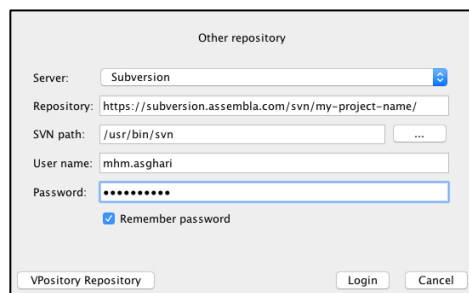 Other repository
Server: Subversion
Repository: https://subversion.assembla.com/svn/my-project-name/
SVN path: /usr/bin/svn ...
User name: mhm.asghari
Password: ••••••••••
Remember password
VPository Repository Login Cancel